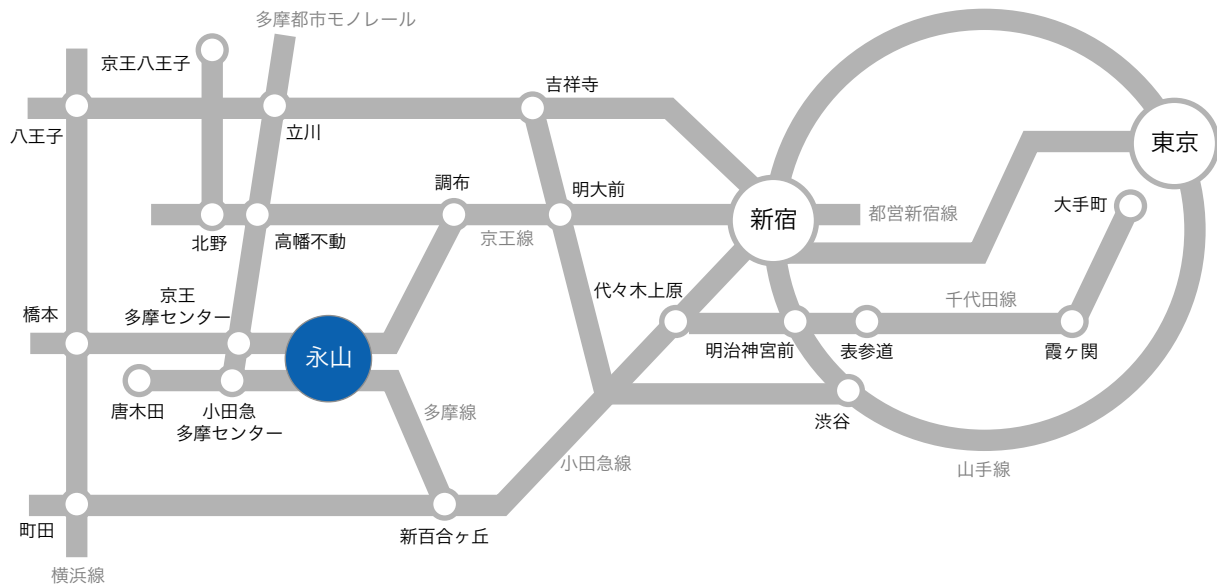 多摩都市モノレール
京王八王子
吉祥寺
八王子
立川
東京
調布
明大前
新宿
都営新宿線
大手町
北野
高幡不動
京王線
京王
多摩センター
代々木上原
千代田線
橋本
永山
明治神宮前
表参道
霞ヶ関
唐木田
小田急
多摩センター
多摩線
渋谷
小田急線
山手線
町田
新百合ヶ丘
横浜線